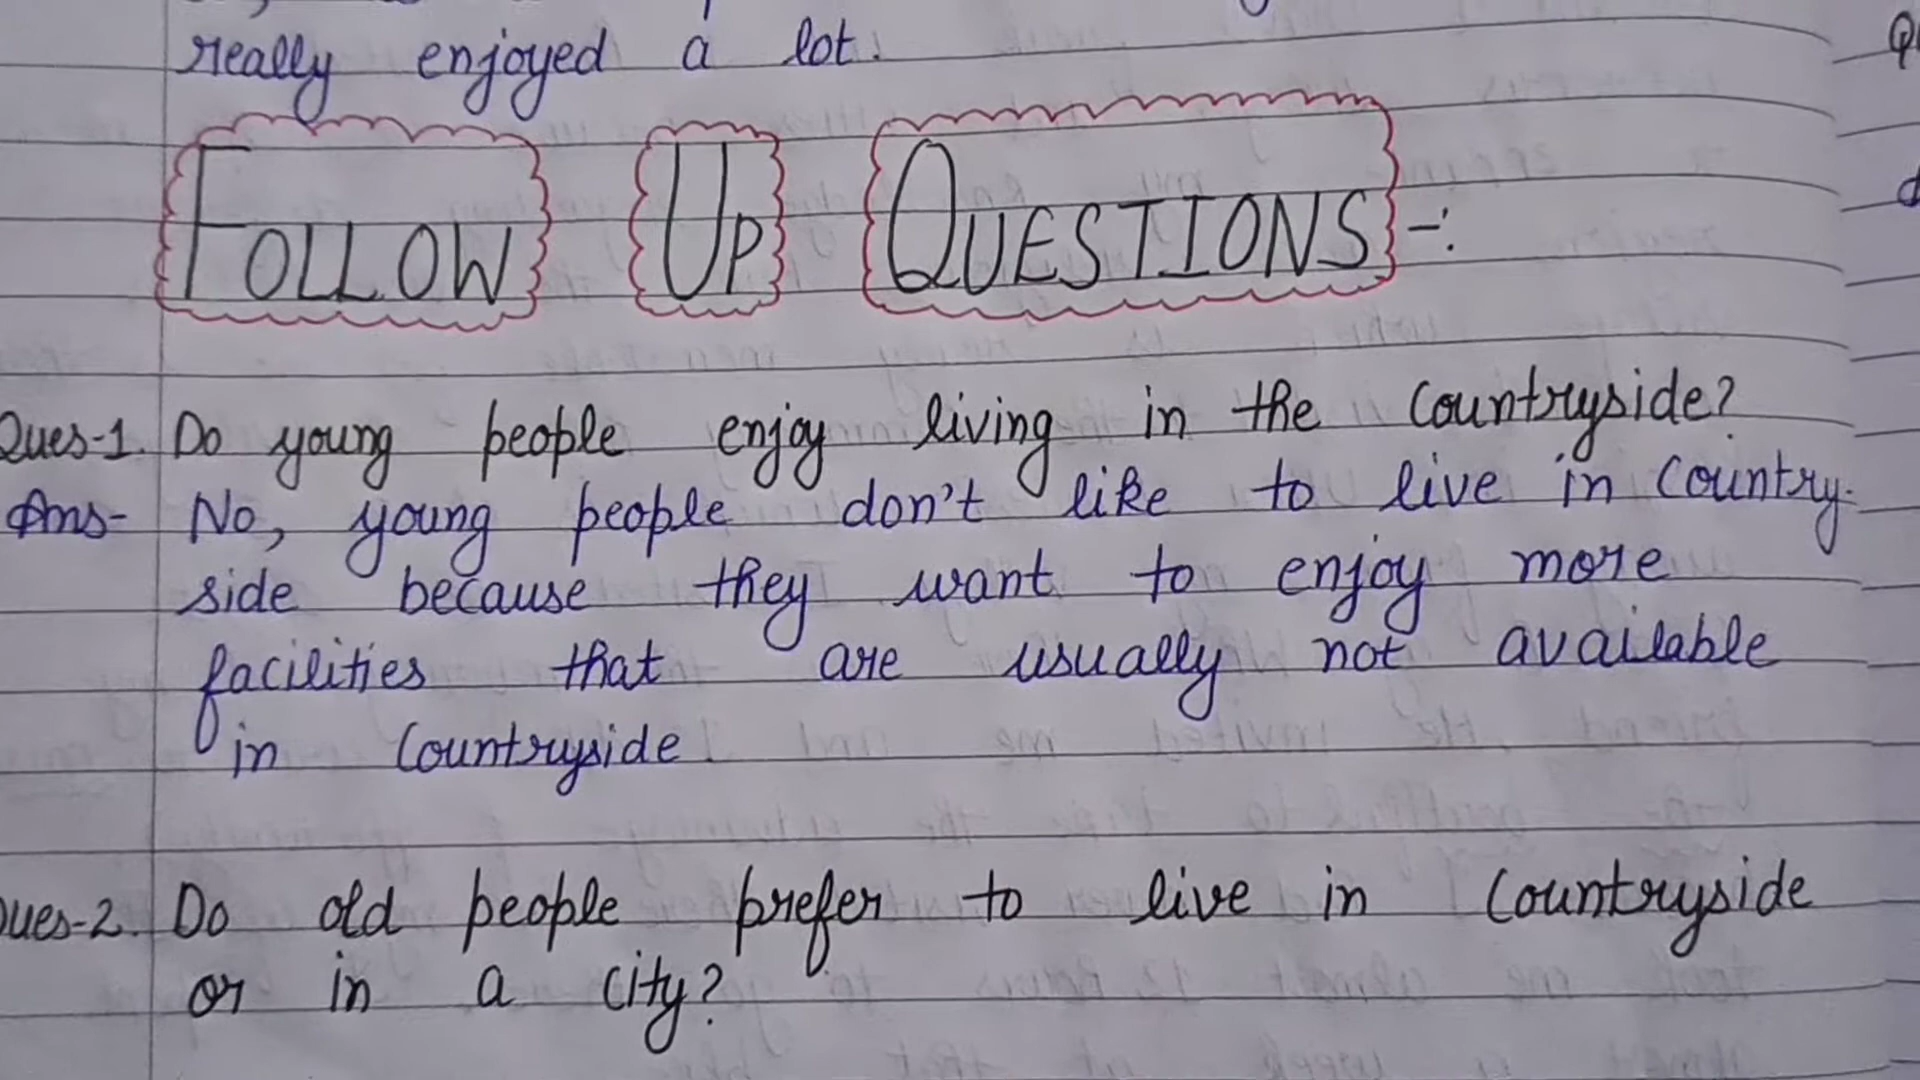 really enjoyed a lot.
FOLLOW UP QUESTIONS -:
Ques-1. Do young people enjoy living in the Countryside?
Ans- No, young people don't like to live in Country-
side because they want to enjoy more
facilities that are usually not available
in Countryside.
Ques-2. Do old people prefer to live in Countryside
or in a city?